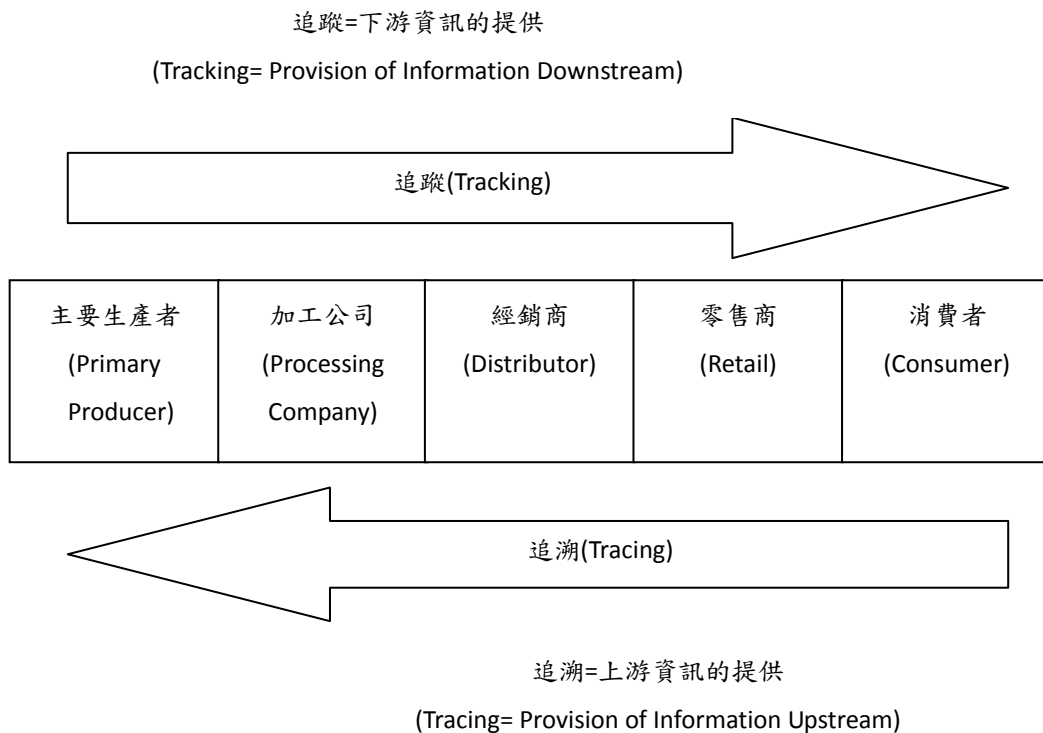 追蹤=下游資訊的提供
(Tracking= Provision of Information Downstream)
追蹤(Tracking)
主要生產者
(Primary
Producer)
加工公司
(Processing
Company)
經銷商
(Distributor)
零售商
(Retail)
消費者
(Consumer)
追溯(Tracing)
追溯=上游資訊的提供
(Tracing= Provision of Information Upstream)